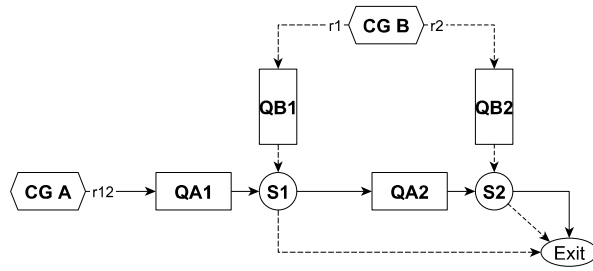 r1 CG B r2
QB1 QB2
CG A r12 QA1 S1 QA2 S2
Exit